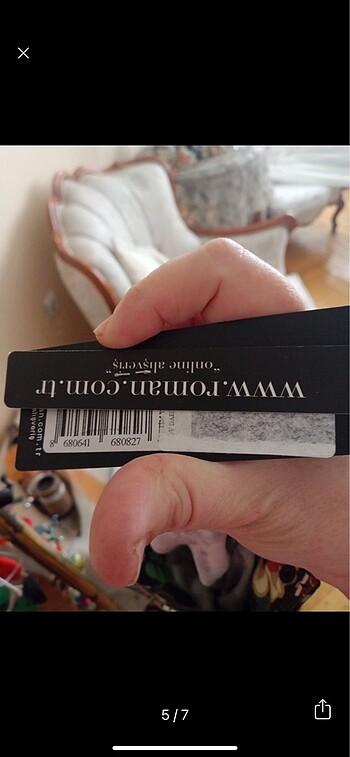 www.roman.com.tr
"online alışveriş"
8 680641 680827
5 / 7